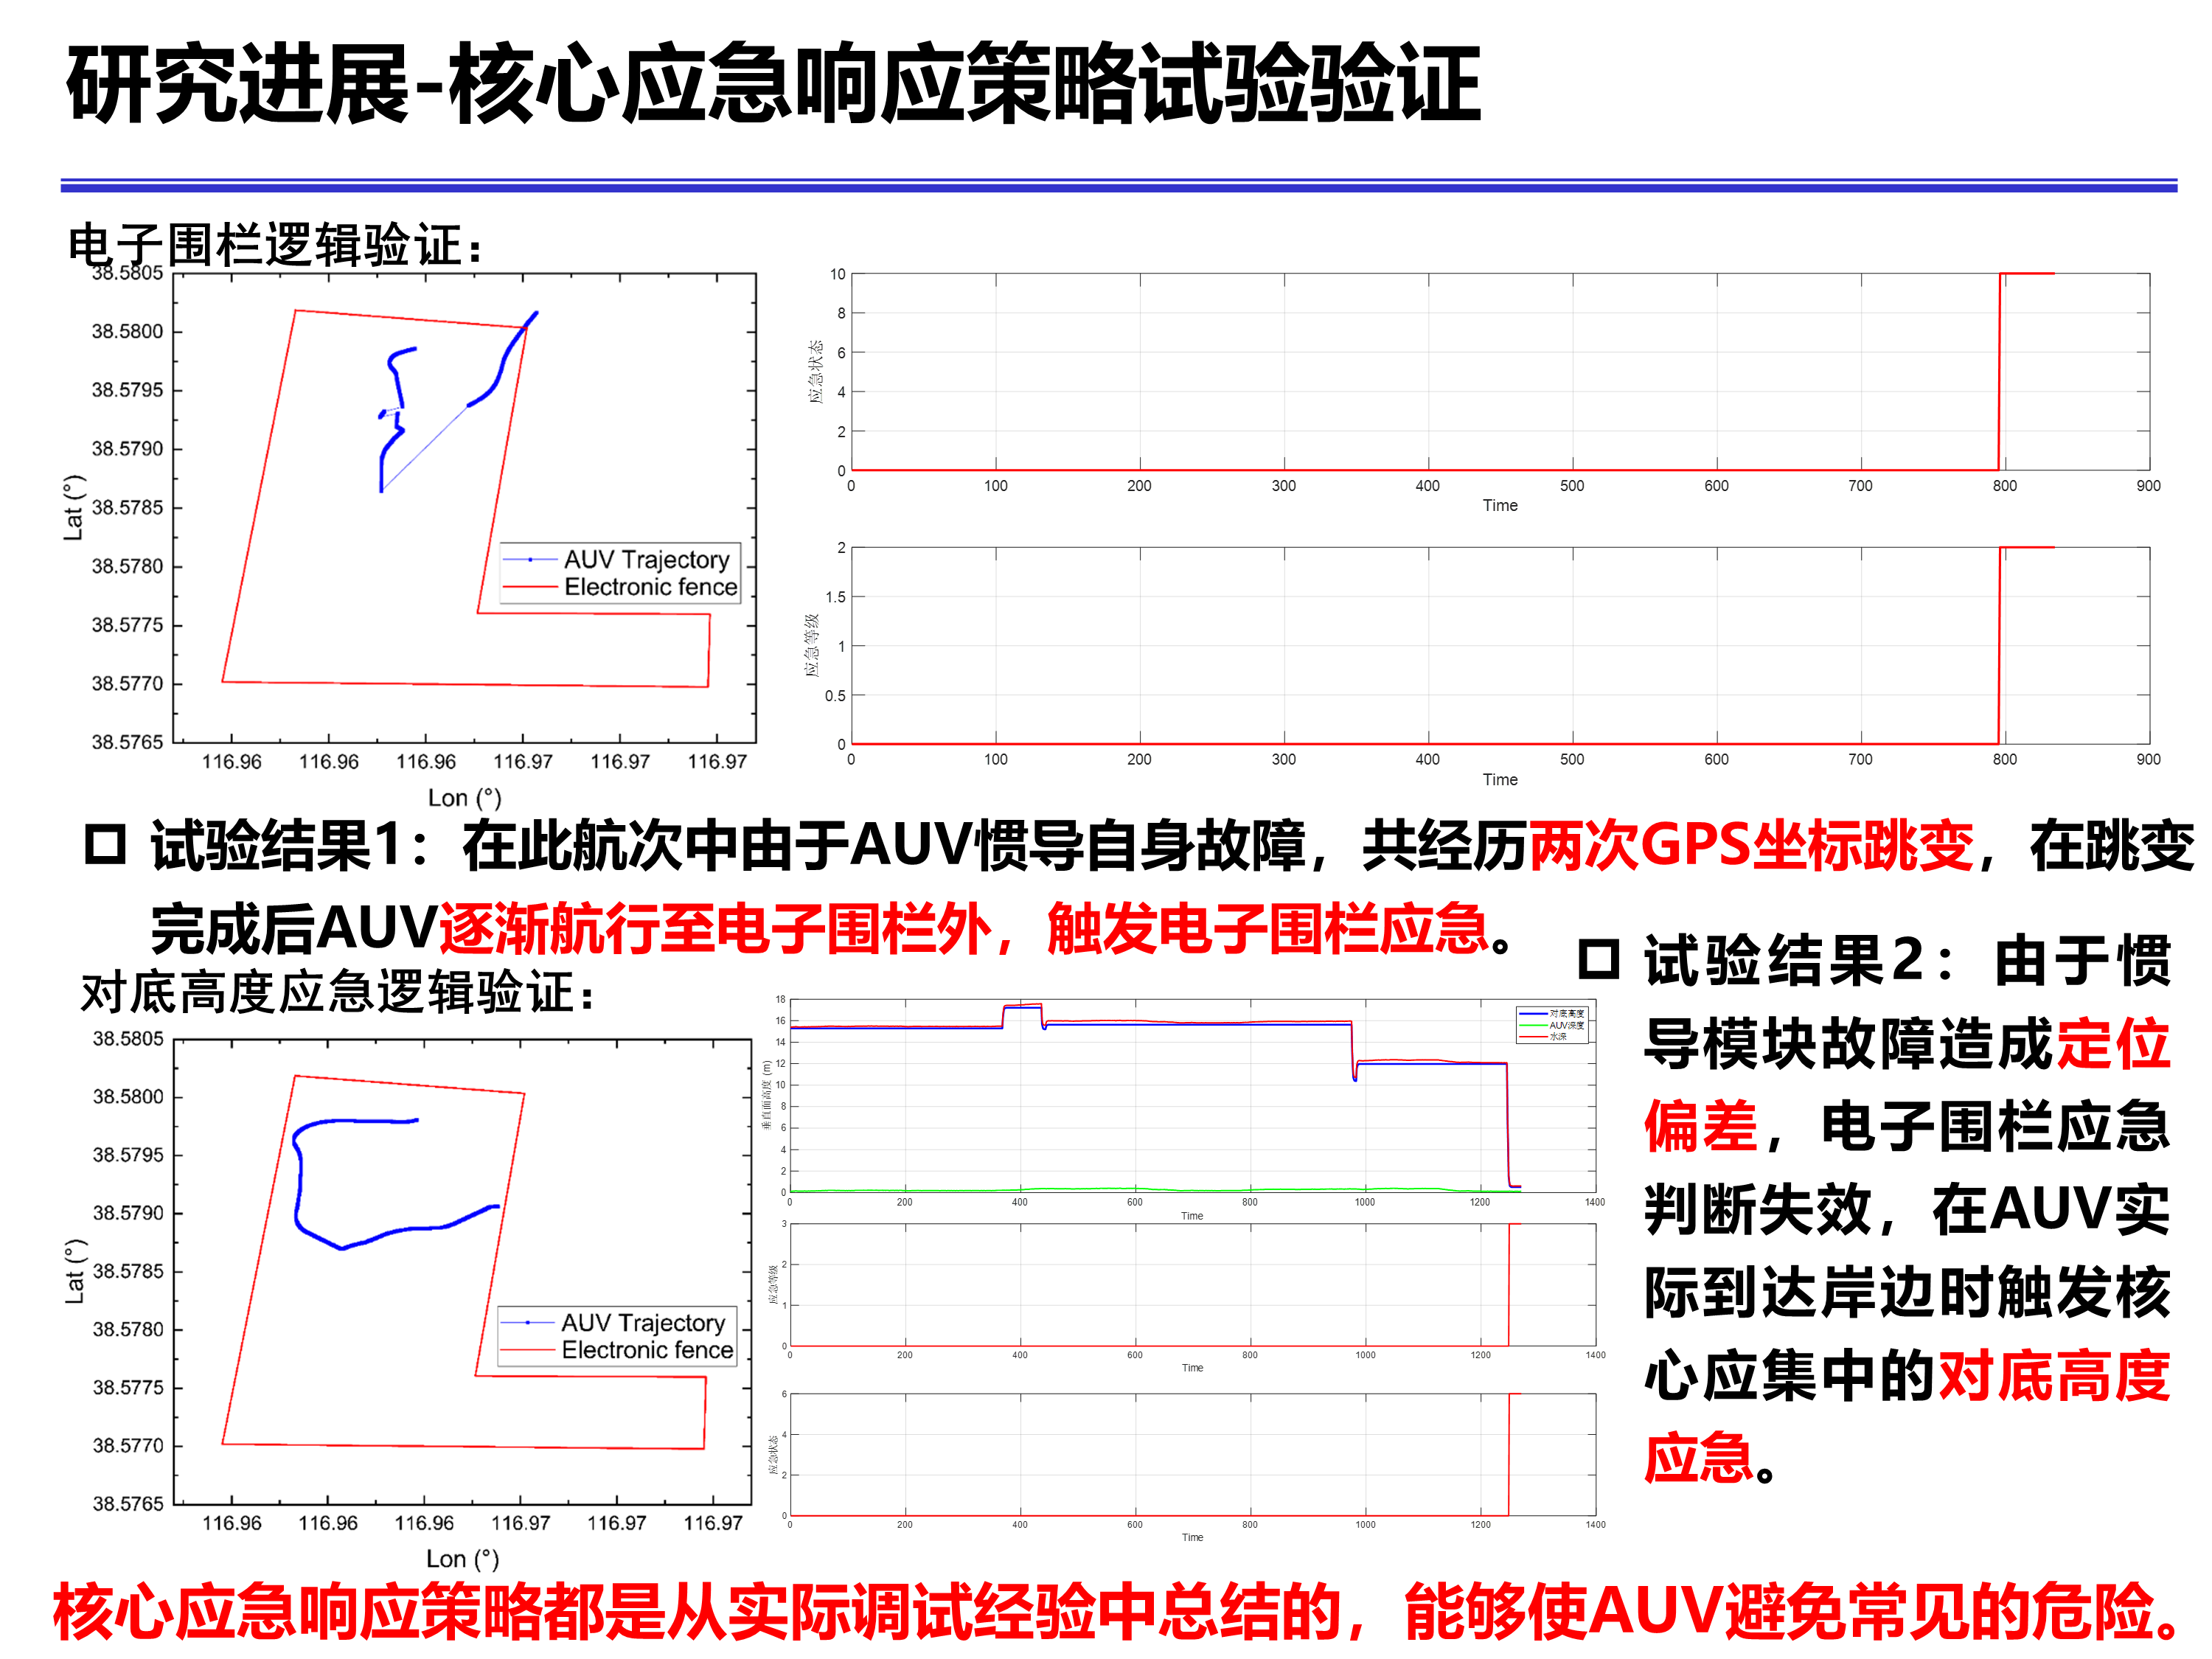 研究进展-核心应急响应策略试验验证
电子围栏逻辑验证：
38.5805
38.5800
38.5795
38.5790
38.5785
38.5780
38.5775
38.5770
38.5765
Lat (°)
AUV Trajectory
Electronic fence
116.96 116.96 116.96 116.97 116.97 116.97
Lon (°)
10
8
6
4
2
0
应急状态
0 100 200 300 400 500 600 700 800 900
Time
2
1.5
1
0.5
0
应急等级
0 100 200 300 400 500 600 700 800 900
Time
试验结果1：在此航次中由于AUV惯导自身故障，共经历两次GPS坐标跳变，在跳变
完成后AUV逐渐航行至电子围栏外，触发电子围栏应急。
对底高度应急逻辑验证：
38.5805
38.5800
38.5795
38.5790
38.5785
38.5780
38.5775
38.5770
38.5765
Lat (°)
AUV Trajectory
Electronic fence
116.96 116.96 116.96 116.97 116.97 116.97
Lon (°)
18
16
14
12
10
8
6
4
2
0
垂直面高度 (m)
对底高度
AUV深度
水深
0 200 400 600 800 1000 1200 1400
Time
3
2
1
0
应急等级
0 200 400 600 800 1000 1200 1400
Time
6
4
2
0
应急状态
0 200 400 600 800 1000 1200 1400
Time
试验结果2：由于惯
导模块故障造成定位
偏差，电子围栏应急
判断失效，在AUV实
际到达岸边时触发核
心应集中的对底高度
应急。
核心应急响应策略都是从实际调试经验中总结的，能够使AUV避免常见的危险。